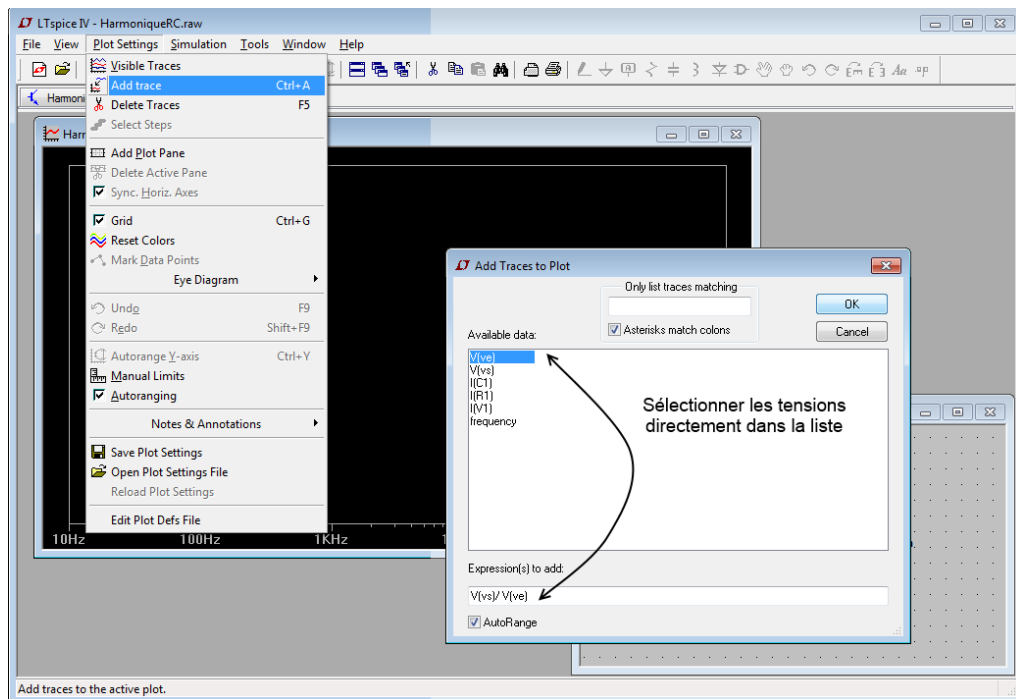 LTspice IV - HarmoniqueRC.raw
File View Plot Settings Simulation Tools Window Help
Harmoni
Visible Traces
Add trace Ctrl+A
Delete Traces F5
Select Steps
Add Plot Pane
Delete Active Pane
Sync. Horiz. Axes
Grid Ctrl+G
Reset Colors
Mark Data Points
Eye Diagram
Undo F9
Redo Shift+F9
Autorange Y-axis Ctrl+Y
Manual Limits
Autoranging
Notes & Annotations
Save Plot Settings
Open Plot Settings File
Reload Plot Settings
Edit Plot Defs File
Harr
10Hz 100Hz 1KHz 1
Add Traces to Plot
Only list traces matching
OK
Asterisks match colons
Cancel
Available data:
V(ve)
V(vs)
I(C1)
I(R1)
I(V1)
frequency
Sélectionner les tensions
directement dans la liste
Expression(s) to add:
V(vs)/ V(ve)
AutoRange
Add traces to the active plot.